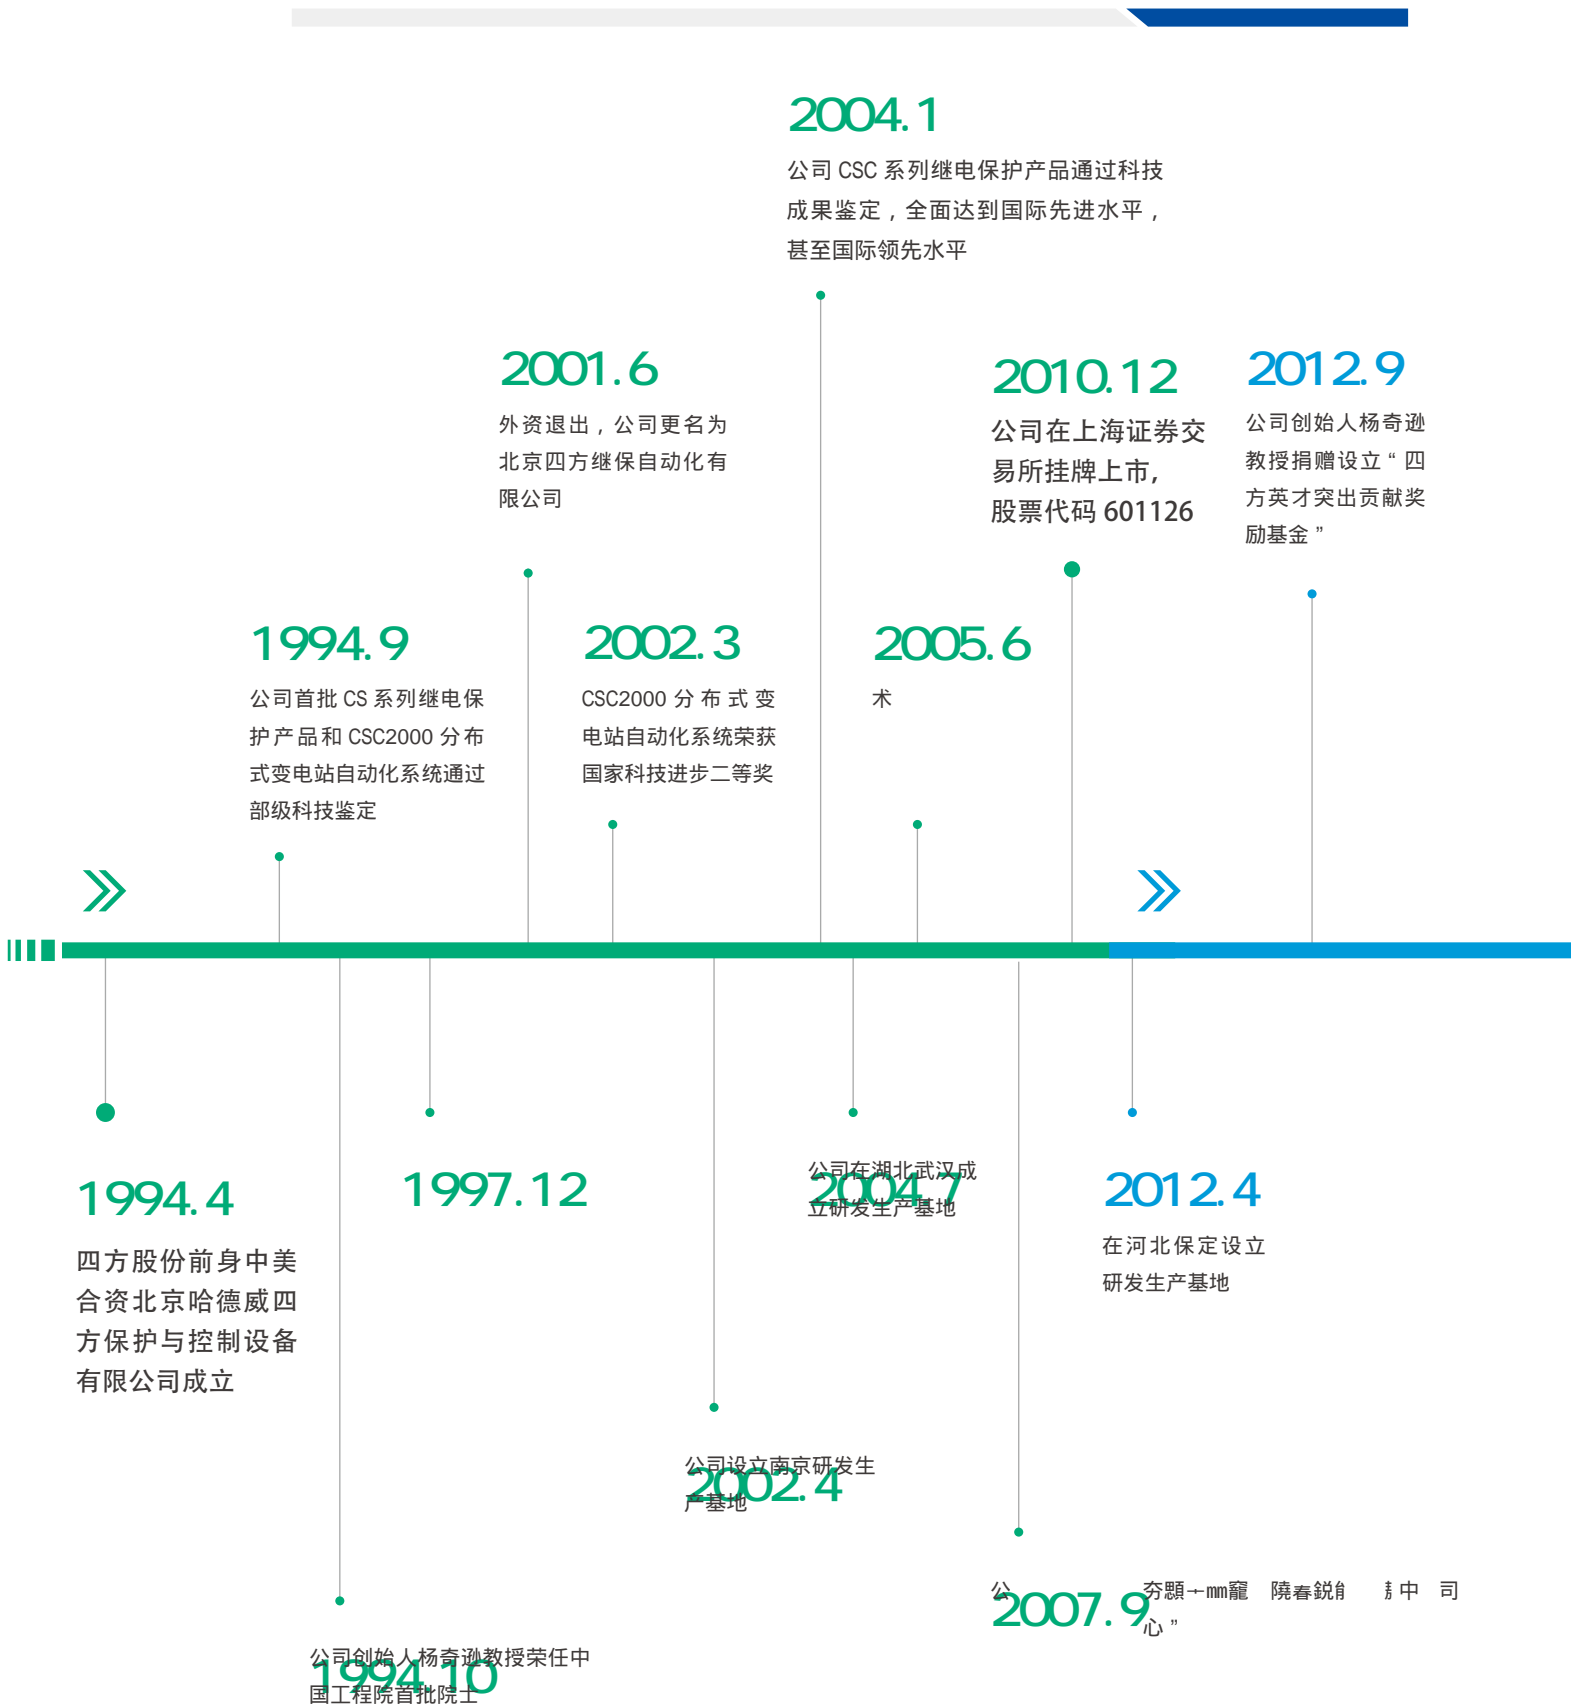 2004.1
公司 CSC 系列继电保护产品通过科技
成果鉴定，全面达到国际先进水平，
甚至国际领先水平
2001.6
外资退出，公司更名为
北京四方继保自动化有
限公司
2010.12
公司在上海证券交
易所挂牌上市,
股票代码 601126
2012.9
公司创始人杨奇逊
教授捐赠设立“四
方英才突出贡献奖
励基金”
1994.9
公司首批 CS 系列继电保
护产品和 CSC2000 分布
式变电站自动化系统通过
部级科技鉴定
2002.3
CSC2000 分布式变
电站自动化系统荣获
国家科技进步二等奖
2005.6
术
1994.4
四方股份前身中美
合资北京哈德威四
方保护与控制设备
有限公司成立
1997.12
2004.7
公司在湖北武汉成
立研发生产基地
2012.4
在河北保定设立
研发生产基地
2002.4
公司设立南京研发生
产基地
2007.9
公
中 司
心”
1994.10
公司创始人杨奇逊教授荣任中
国工程院首批院士